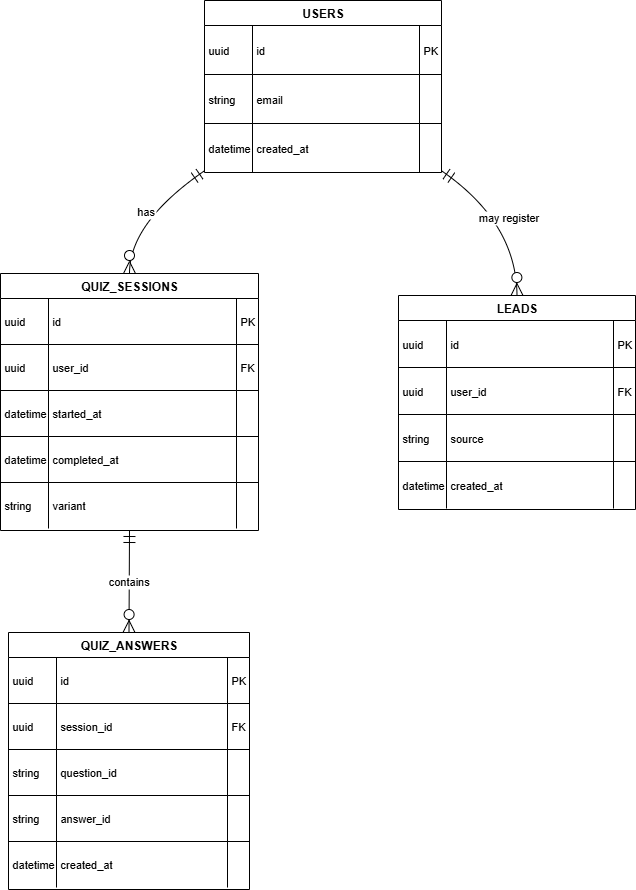 USERS
uuid id PK
string email
datetime created_at
has
may register
QUIZ_SESSIONS
uuid id PK
uuid user_id FK
datetime started_at
datetime completed_at
string variant
LEADS
uuid id PK
uuid user_id FK
string source
datetime created_at
contains
QUIZ_ANSWERS
uuid id PK
uuid session_id FK
string question_id
string answer_id
datetime created_at